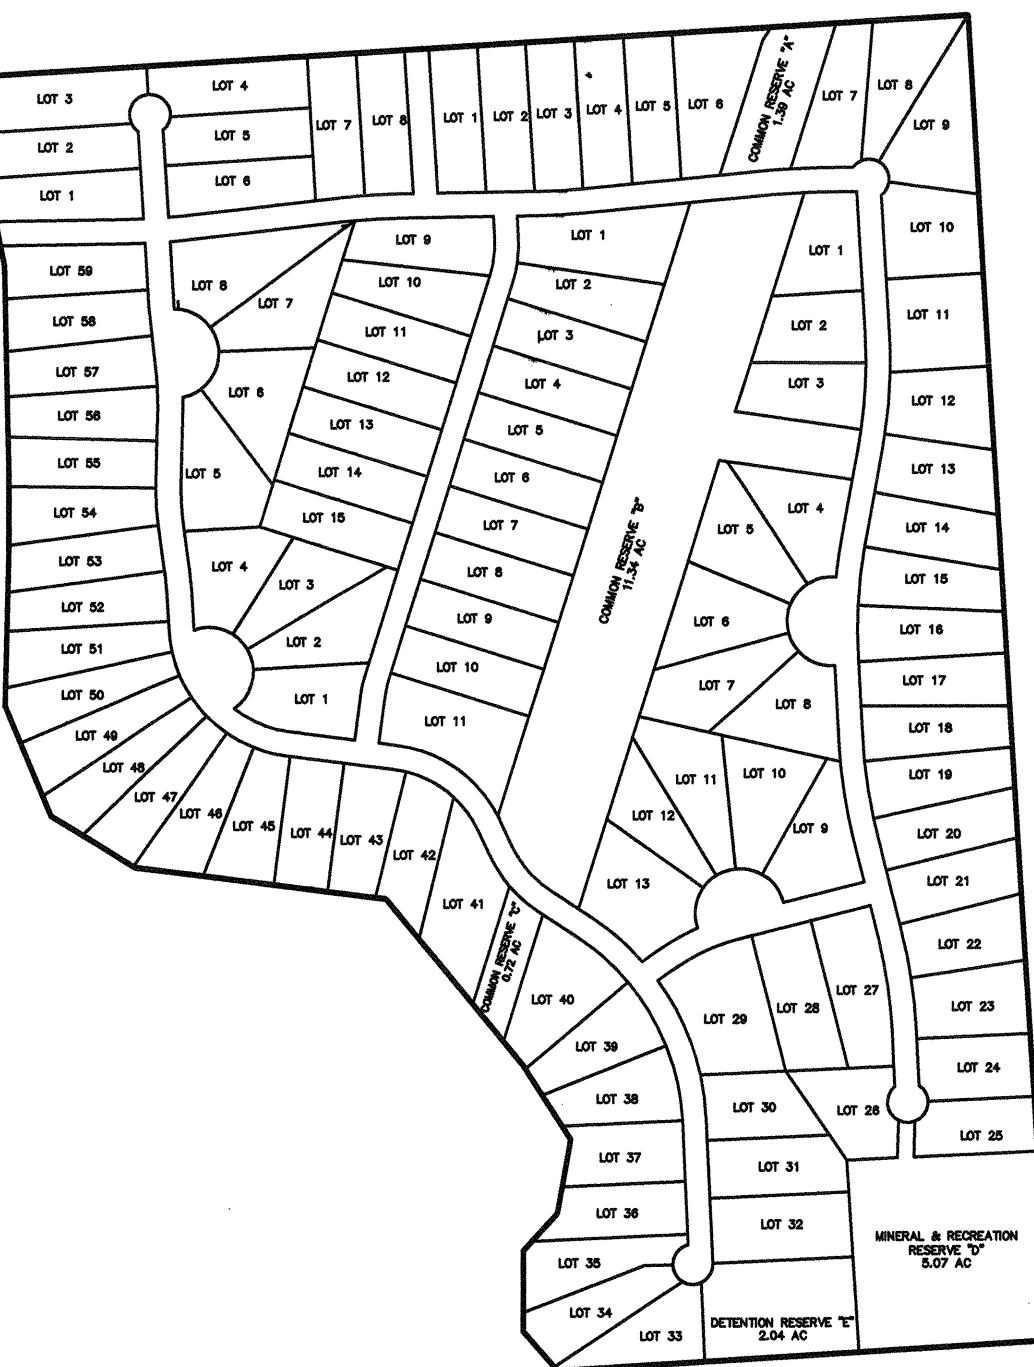 LOT 3
LOT 2
LOT 1
LOT 4
LOT 5
LOT 6
LOT 7
LOT 8
LOT 1
LOT 2
LOT 3
LOT 4
LOT 5
LOT 6
COMMON RESERVE "A"
1.39 AC
LOT 7
LOT 8
LOT 9
LOT 10
LOT 11
LOT 12
LOT 13
LOT 14
LOT 15
LOT 16
LOT 17
LOT 18
LOT 19
LOT 20
LOT 21
LOT 22
LOT 23
LOT 24
LOT 25
LOT 26
LOT 27
LOT 28
LOT 29
LOT 30
LOT 31
LOT 32
MINERAL & RECREATION
RESERVE "D"
5.07 AC
DETENTION RESERVE "E"
2.04 AC
LOT 33
LOT 34
LOT 35
LOT 36
LOT 37
LOT 38
LOT 39
LOT 40
COMMON RESERVE "C"
0.72 AC
LOT 41
LOT 42
LOT 43
LOT 44
LOT 45
LOT 46
LOT 47
LOT 48
LOT 49
LOT 50
LOT 51
LOT 52
LOT 53
LOT 54
LOT 55
LOT 56
LOT 57
LOT 58
LOT 59
LOT 8
LOT 7
LOT 6
LOT 5
LOT 4
LOT 3
LOT 2
LOT 1
LOT 9
LOT 10
LOT 11
LOT 12
LOT 13
LOT 14
LOT 15
LOT 1
LOT 2
LOT 3
LOT 4
LOT 5
LOT 6
LOT 7
LOT 8
LOT 9
LOT 10
LOT 11
COMMON RESERVE "B"
11.34 AC
LOT 1
LOT 2
LOT 3
LOT 4
LOT 5
LOT 6
LOT 7
LOT 8
LOT 9
LOT 10
LOT 11
LOT 12
LOT 13